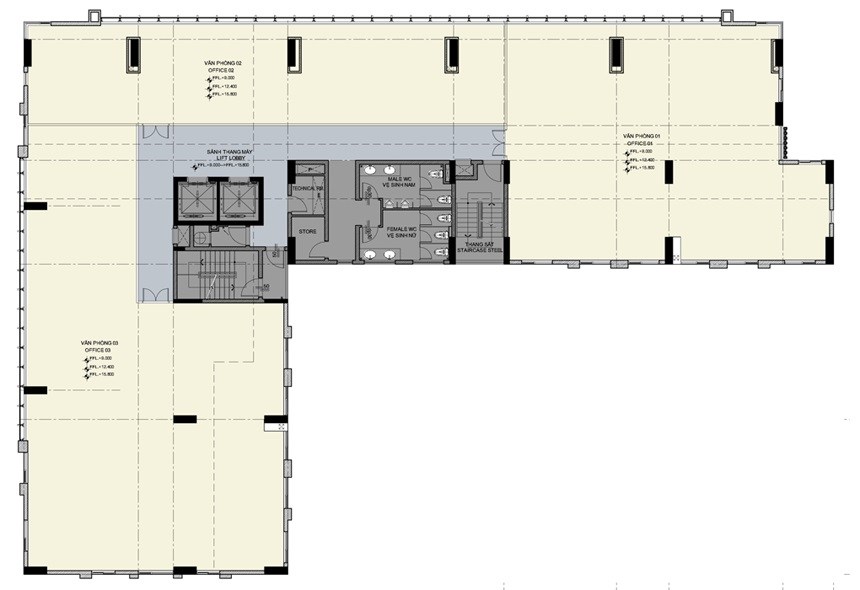 VĂN PHÒNG 02
OFFICE 02
FFL.+9.000
FFL.+12.400
FFL.+15.800
VĂN PHÒNG 01
OFFICE 01
FFL.+9.000
FFL.+12.400
FFL.+15.800
SẢNH THANG MÁY
LIFT LOBBY
FFL.+9.000-->FFL.+15.800
TECHNICAL RM.
MALE WC
VỆ SINH NAM
STORE
FEMALE WC
VỆ SINH NỮ
THANG SẮT
STAIRCASE STEEL
VĂN PHÒNG 03
OFFICE 03
FFL.+9.000
FFL.+12.400
FFL.+15.800